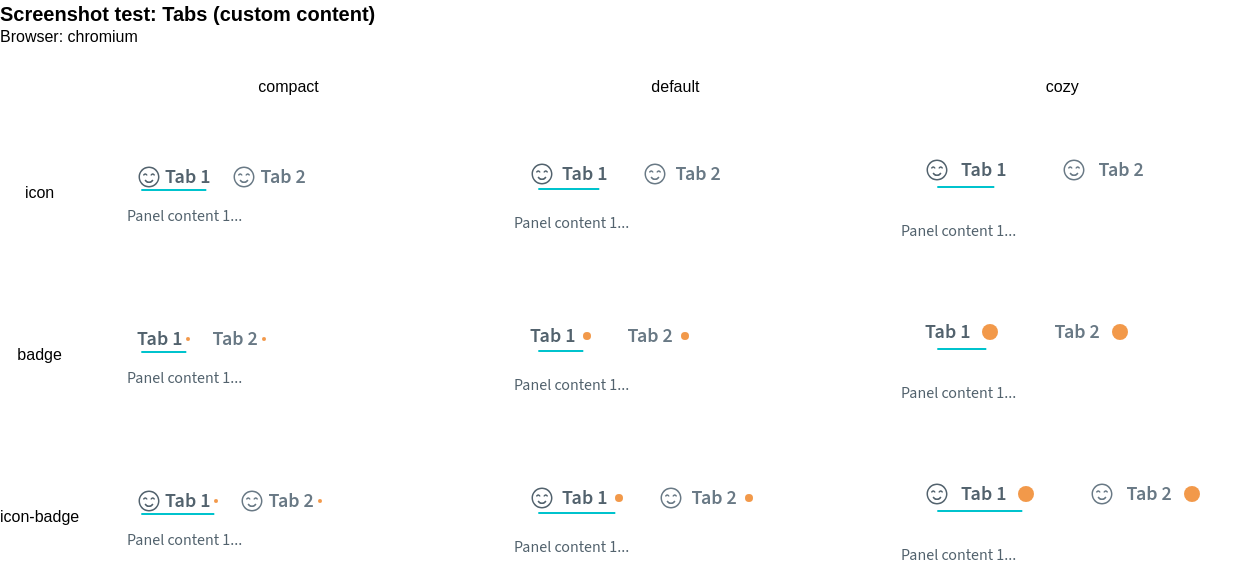 Screenshot test: Tabs (custom content)
Browser: chromium
compact default cozy
icon Tab 1 Tab 2 Tab 1 Tab 2 Tab 1 Tab 2
Panel content 1... Panel content 1... Panel content 1...
badge Tab 1 Tab 2 Tab 1 Tab 2 Tab 1 Tab 2
Panel content 1... Panel content 1... Panel content 1...
icon-badge Tab 1 Tab 2 Tab 1 Tab 2 Tab 1 Tab 2
Panel content 1... Panel content 1... Panel content 1...